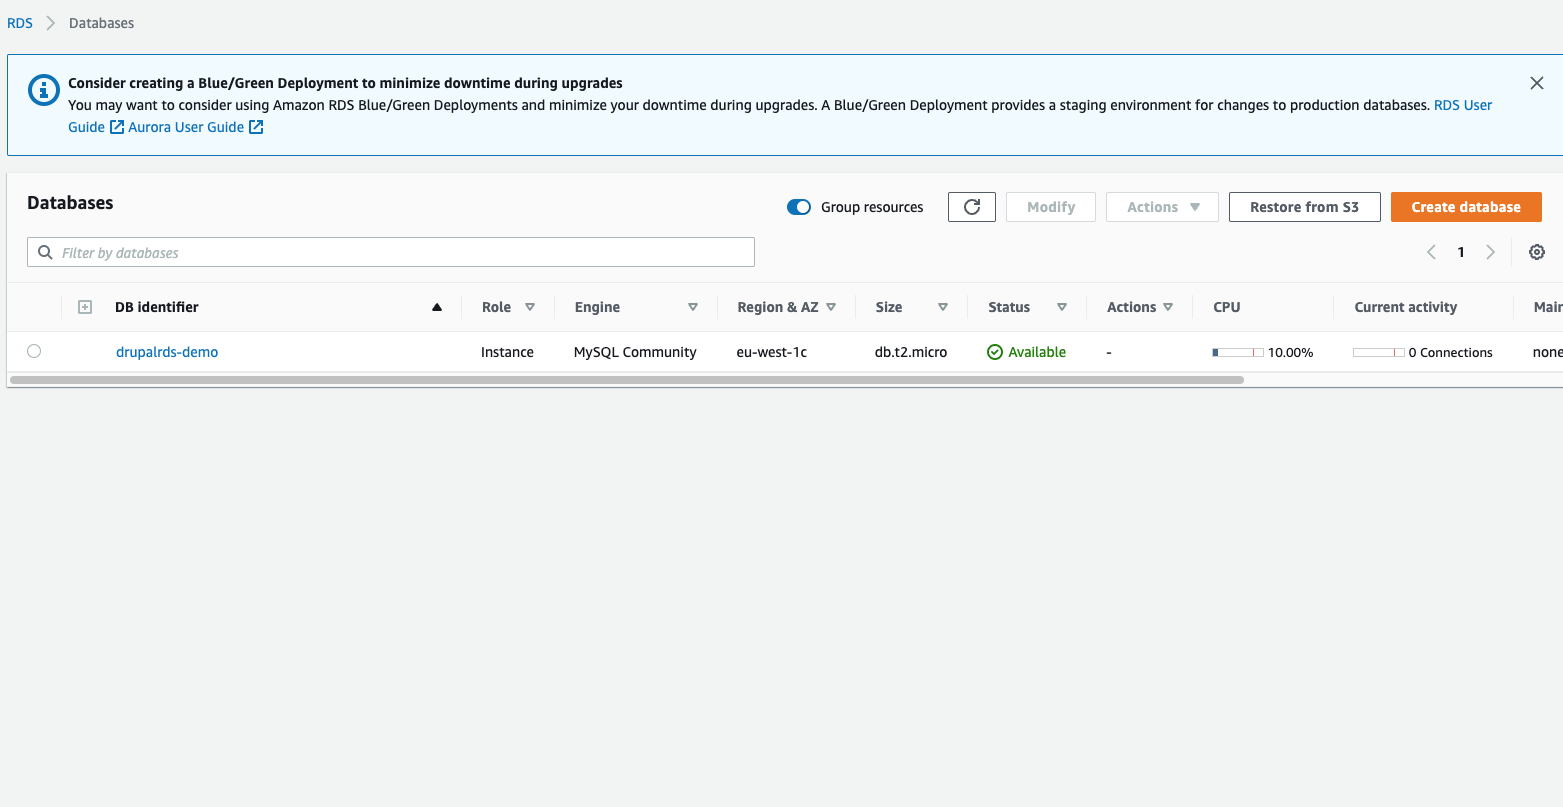 RDS Databases
Consider creating a Blue/Green Deployment to minimize downtime during upgrades
You may want to consider using Amazon RDS Blue/Green Deployments and minimize your downtime during upgrades. A Blue/Green Deployment provides a staging environment for changes to production databases. RDS User
Guide Aurora User Guide
Databases Group resources Modify Actions Restore from S3 Create database
Filter by databases 1
DB identifier Role Engine Region & AZ Size Status Actions CPU Current activity
drupalrds-demo Instance MySQL Community eu-west-1c db.t2.micro Available - 10.00% 0 Connections none